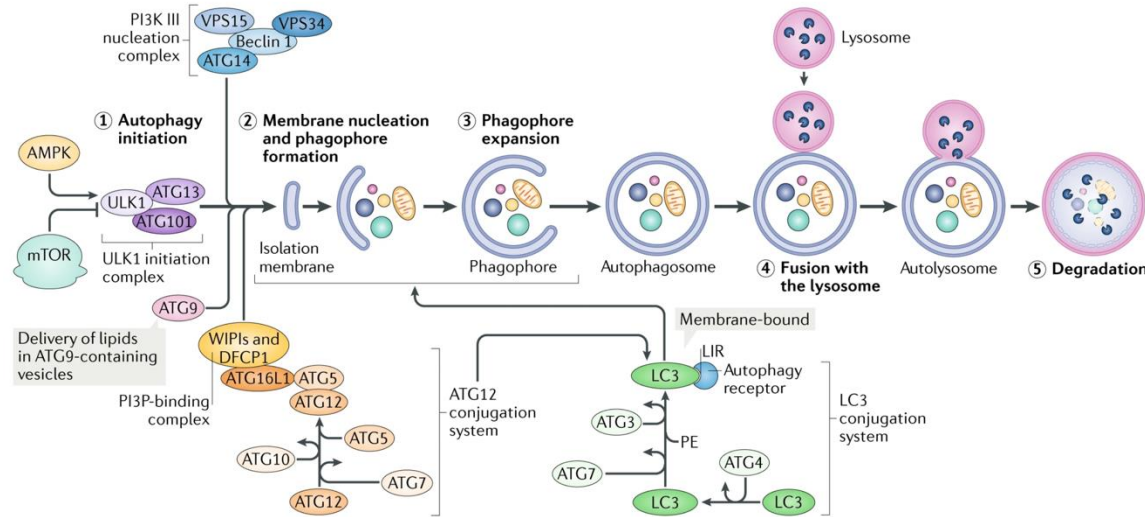 PI3K III
nucleation
complex
VPS15
VPS34
Beclin 1
ATG14
Lysosome
① Autophagy
initiation
② Membrane nucleation
and phagophore
formation
③ Phagophore
expansion
AMPK
ULK1
ATG13
ATG101
mTOR
ULK1 initiation
complex
Isolation
membrane
Phagophore
Autophagosome
④ Fusion with
the lysosome
Autolysosome
⑤ Degradation
ATG9
Delivery of lipids
in ATG9-containing
vesicles
WIPIs and
DFCP1
ATG16L1
ATG5
ATG12
PI3P-binding
complex
ATG5
ATG10
ATG7
ATG12
ATG12
conjugation
system
Membrane-bound
LC3
LIR
Autophagy
receptor
ATG3
PE
ATG7
ATG4
LC3
LC3
LC3
conjugation
system